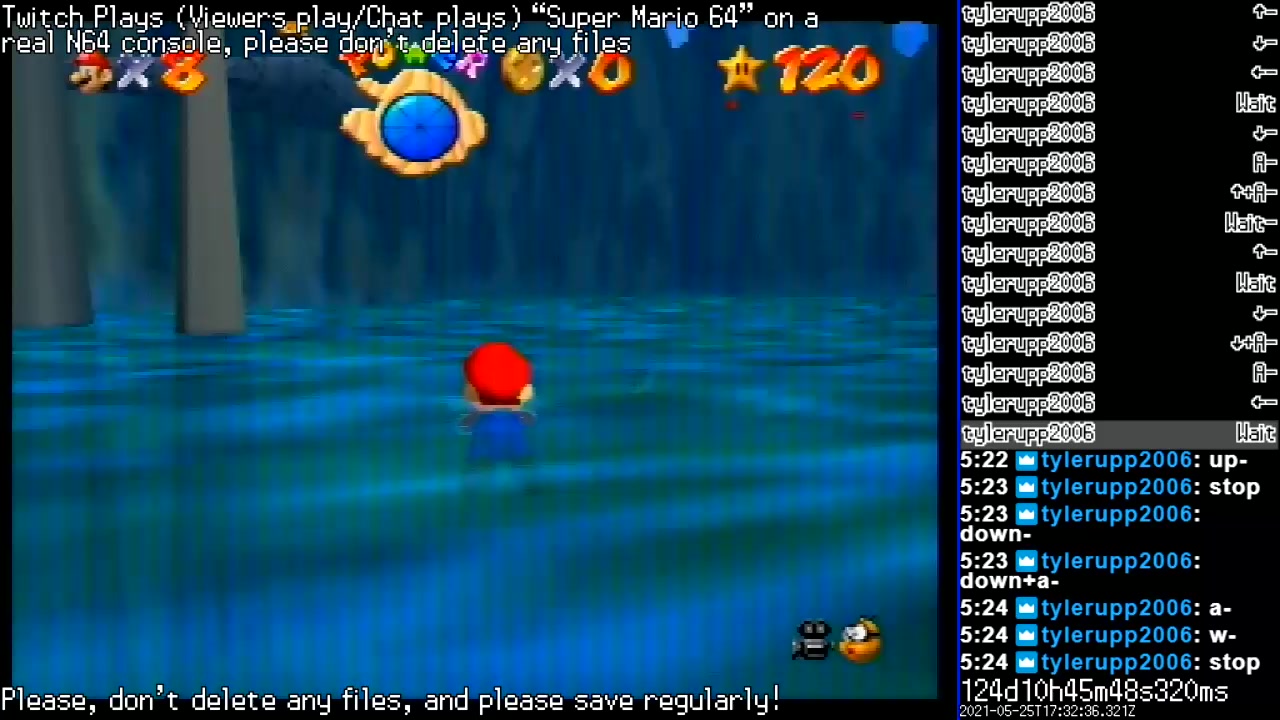 Twitch Plays (Viewers play/Chat plays) “Super Mario 64” on a
real N64 console, please don't delete any files
×8
POWER
×0
120
Please, don't delete any files, and please save regularly!
tylerupp2006 ↑-
tylerupp2006 ↓-
tylerupp2006 ←-
tylerupp2006 Wait
tylerupp2006 ↓-
tylerupp2006 A-
tylerupp2006 ↑+A-
tylerupp2006 Wait-
tylerupp2006 ↑-
tylerupp2006 Wait
tylerupp2006 ↓-
tylerupp2006 ↓+A-
tylerupp2006 A-
tylerupp2006 ←-
tylerupp2006 Wait
5:22 tylerupp2006: up-
5:23 tylerupp2006: stop
5:23 tylerupp2006:
down-
5:23 tylerupp2006:
down+a-
5:24 tylerupp2006: a-
5:24 tylerupp2006: w-
5:24 tylerupp2006: stop
124d10h45m48s320ms
2021-05-25T17:32:36.321Z